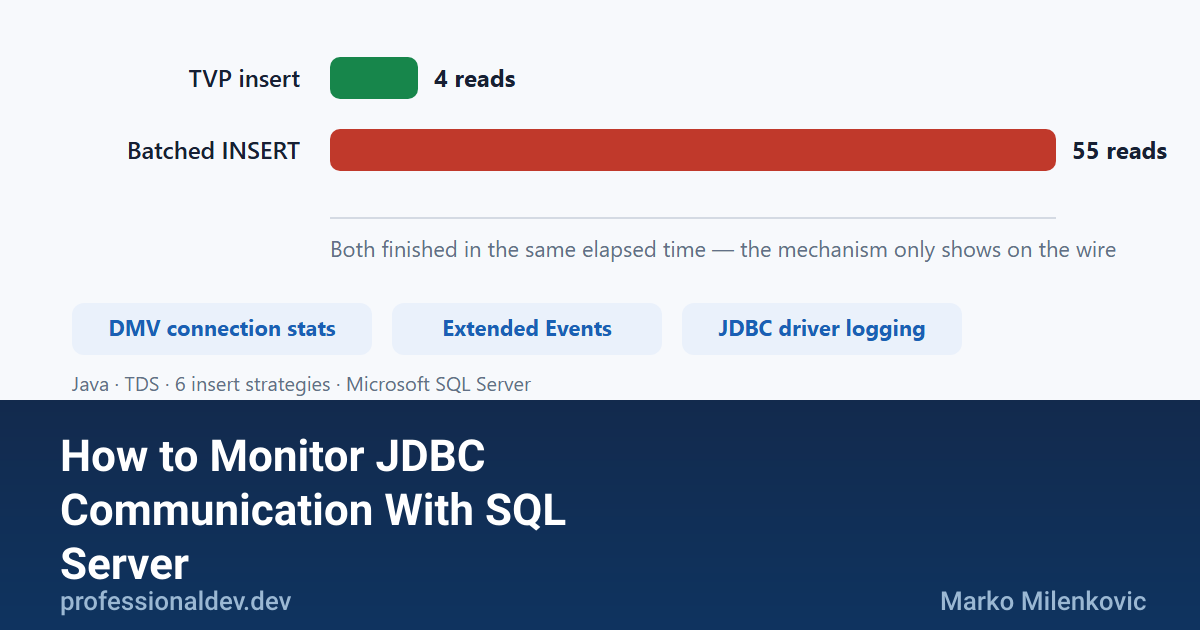 TVP insert 4 reads
Batched INSERT 55 reads
Both finished in the same elapsed time — the mechanism only shows on the wire
DMV connection stats Extended Events JDBC driver logging
Java · TDS · 6 insert strategies · Microsoft SQL Server
How to Monitor JDBC
Communication With SQL
Server
professionaldev.dev Marko Milenkovic